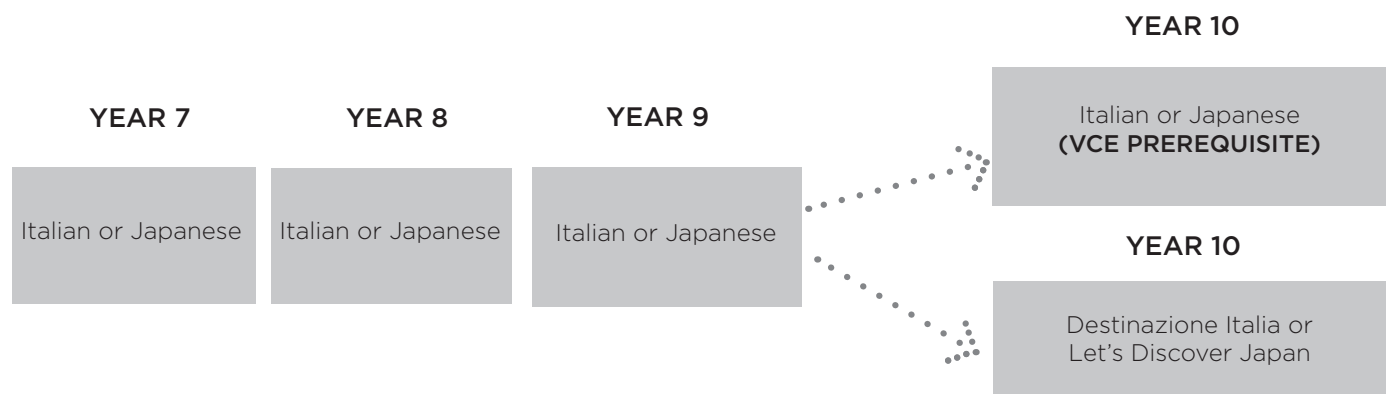 YEAR 7
Italian or Japanese
YEAR 8
Italian or Japanese
YEAR 9
Italian or Japanese
YEAR 10
Italian or Japanese
(VCE PREREQUISITE)
YEAR 10
Destinazione Italia or
Let's Discover Japan